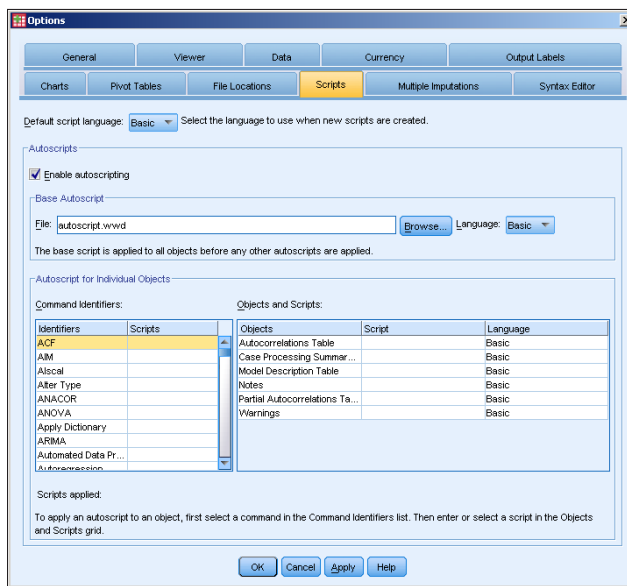 Options
General Viewer Data Currency Output Labels
Charts Pivot Tables File Locations Scripts Multiple Imputations Syntax Editor
Default script language: Basic Select the language to use when new scripts are created.
Autoscripts
Enable autoscripting
Base Autoscript
File: autoscript.wwd Browse... Language: Basic
The base script is applied to all objects before any other autoscripts are applied.
Autoscript for Individual Objects
Command Identifiers: Objects and Scripts:
Identifiers Scripts Objects Script Language
ACF Autocorrelations Table Basic
AIM Case Processing Summar... Basic
Alscal Model Description Table Basic
Alter Type Notes Basic
ANACOR Partial Autocorrelations Ta... Basic
ANOVA Warnings Basic
Apply Dictionary
ARIMA
Automated Data Pr...
Autoregression
Scripts applied:
To apply an autoscript to an object, first select a command in the Command Identifiers list. Then enter or select a script in the Objects
and Scripts grid.
OK Cancel Apply Help